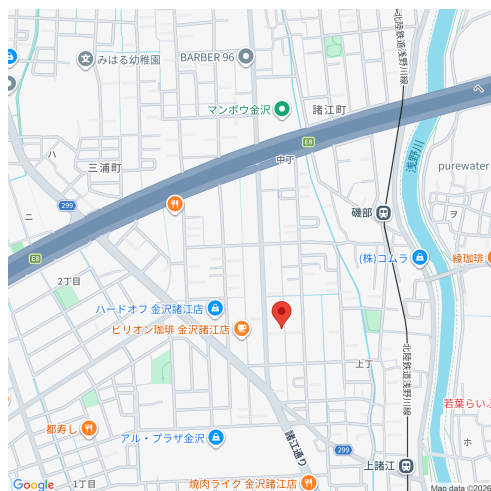 北陸鉄道浅野川線
みはる幼稚園
BARBER 96
マンボウ金沢
諸江町
E8
中丁
浅野川
purewater
ハ
三浦町
299
ニ
磯部
ヲ
E8
(株)コムラ
綾珈琲
2丁目
ハードオフ 金沢諸江店
ビリオン珈琲 金沢諸江店
上丁
北陸鉄道浅野川線
若葉らいふ
都寿し
アル・プラザ金沢
諸江通り
ホ
299
上諸江
1丁目
焼肉ライク 金沢諸江店
Google
Map data ©2026